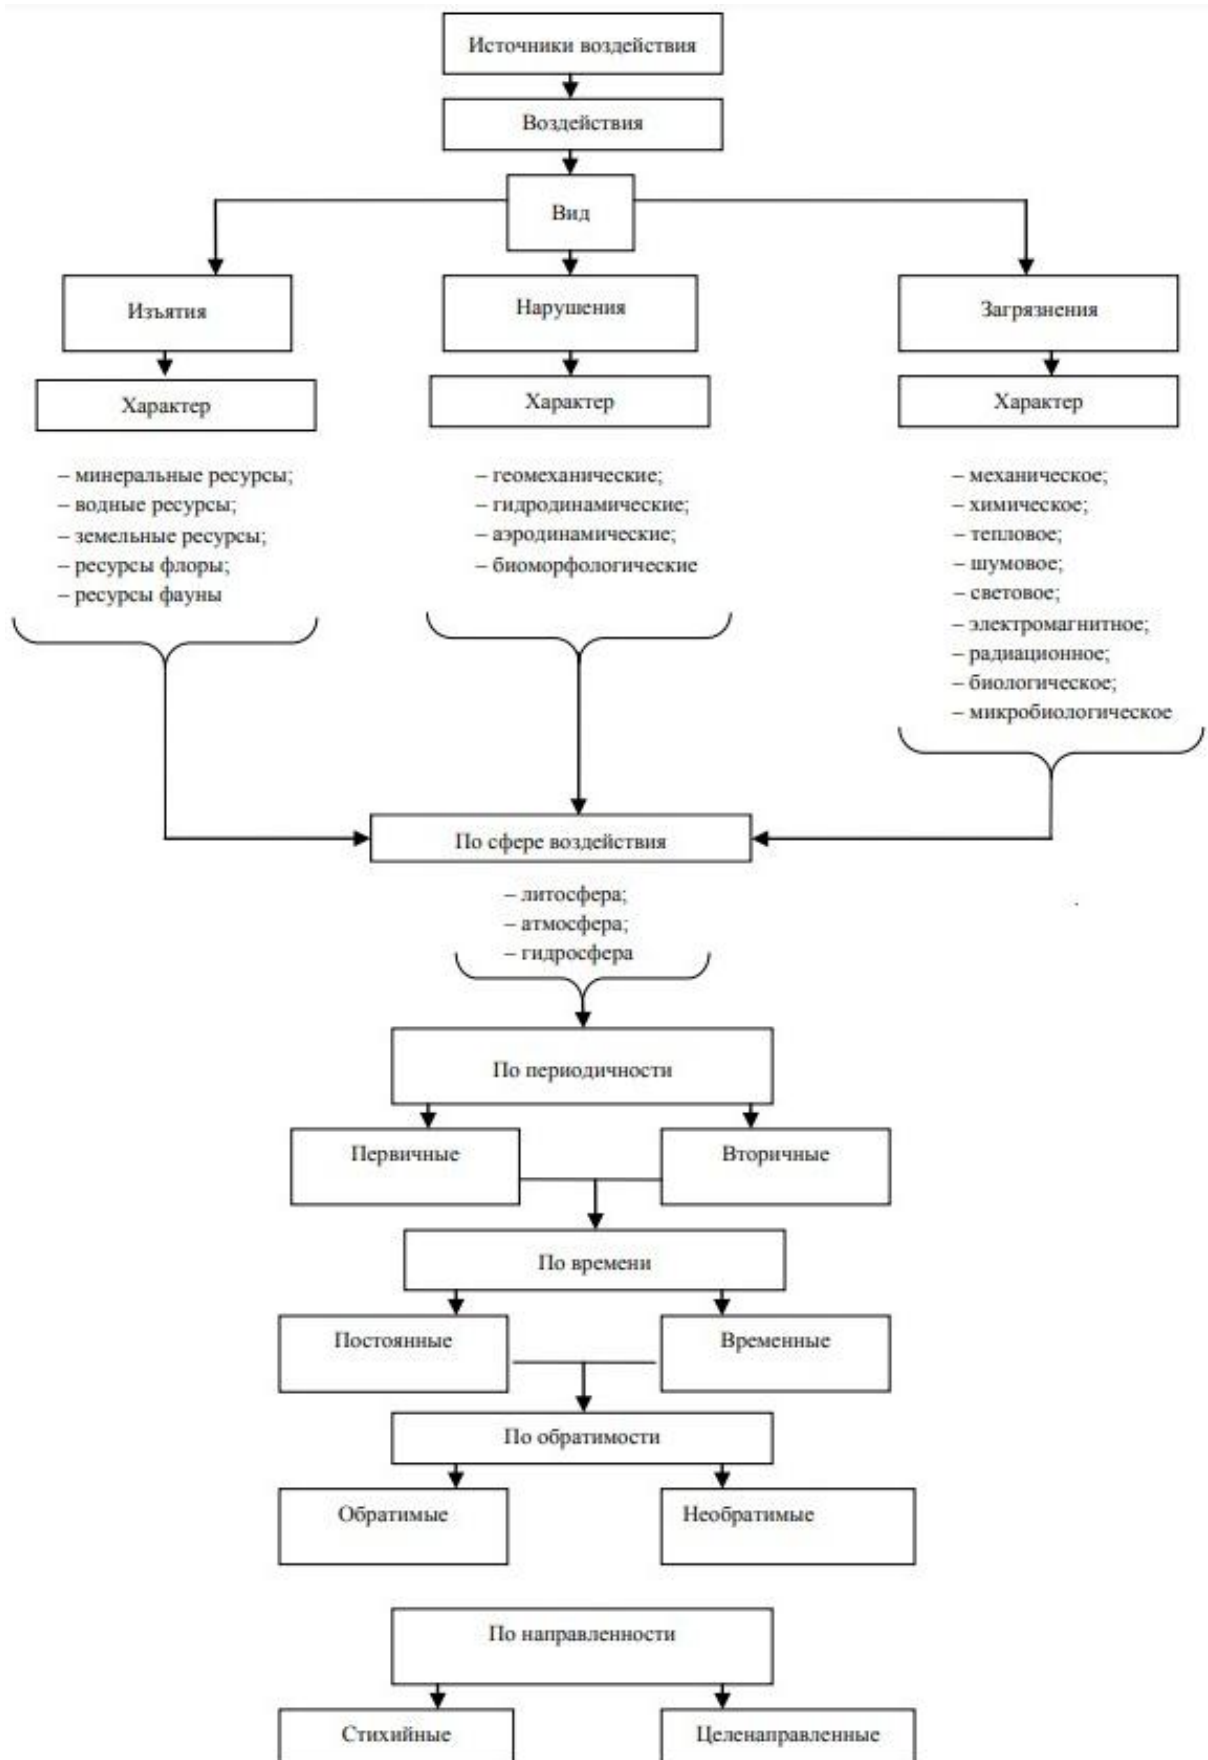 Источники воздействия
Воздействия
Вид
Изъятия
Нарушения
Загрязнения
Характер
Характер
Характер
– минеральные ресурсы;
– водные ресурсы;
– земельные ресурсы;
– ресурсы флоры;
– ресурсы фауны
– геомеханические;
– гидродинамические;
– аэродинамические;
– биоморфологические
– механическое;
– химическое;
– тепловое;
– шумовое;
– световое;
– электромагнитное;
– радиационное;
– биологическое;
– микробиологическое
По сфере воздействия
– литосфера;
– атмосфера;
– гидросфера
По периодичности
Первичные
Вторичные
По времени
Постоянные
Временные
По обратимости
Обратимые
Необратимые
По направленности
Стихийные
Целенаправленные